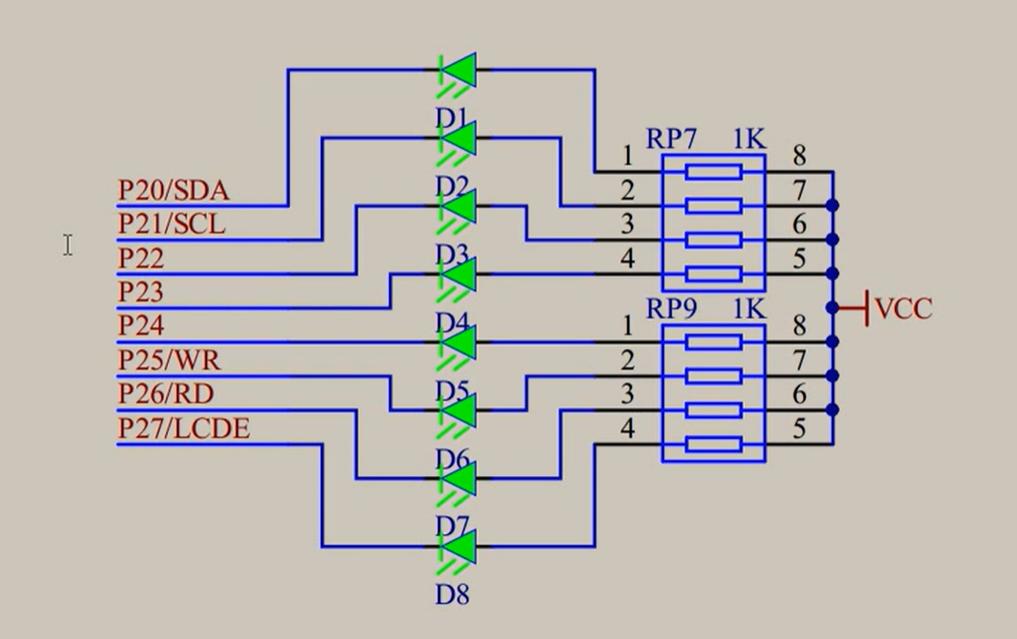 D1
RP7 1K
1 8
P20/SDA
D2
2 7
P21/SCL
3 6
P22
D3
4 5
P23
RP9 1K
VCC
P24
D4
1 8
P25/WR
2 7
P26/RD
D5
3 6
P27/LCDE
4 5
D6
D7
D8